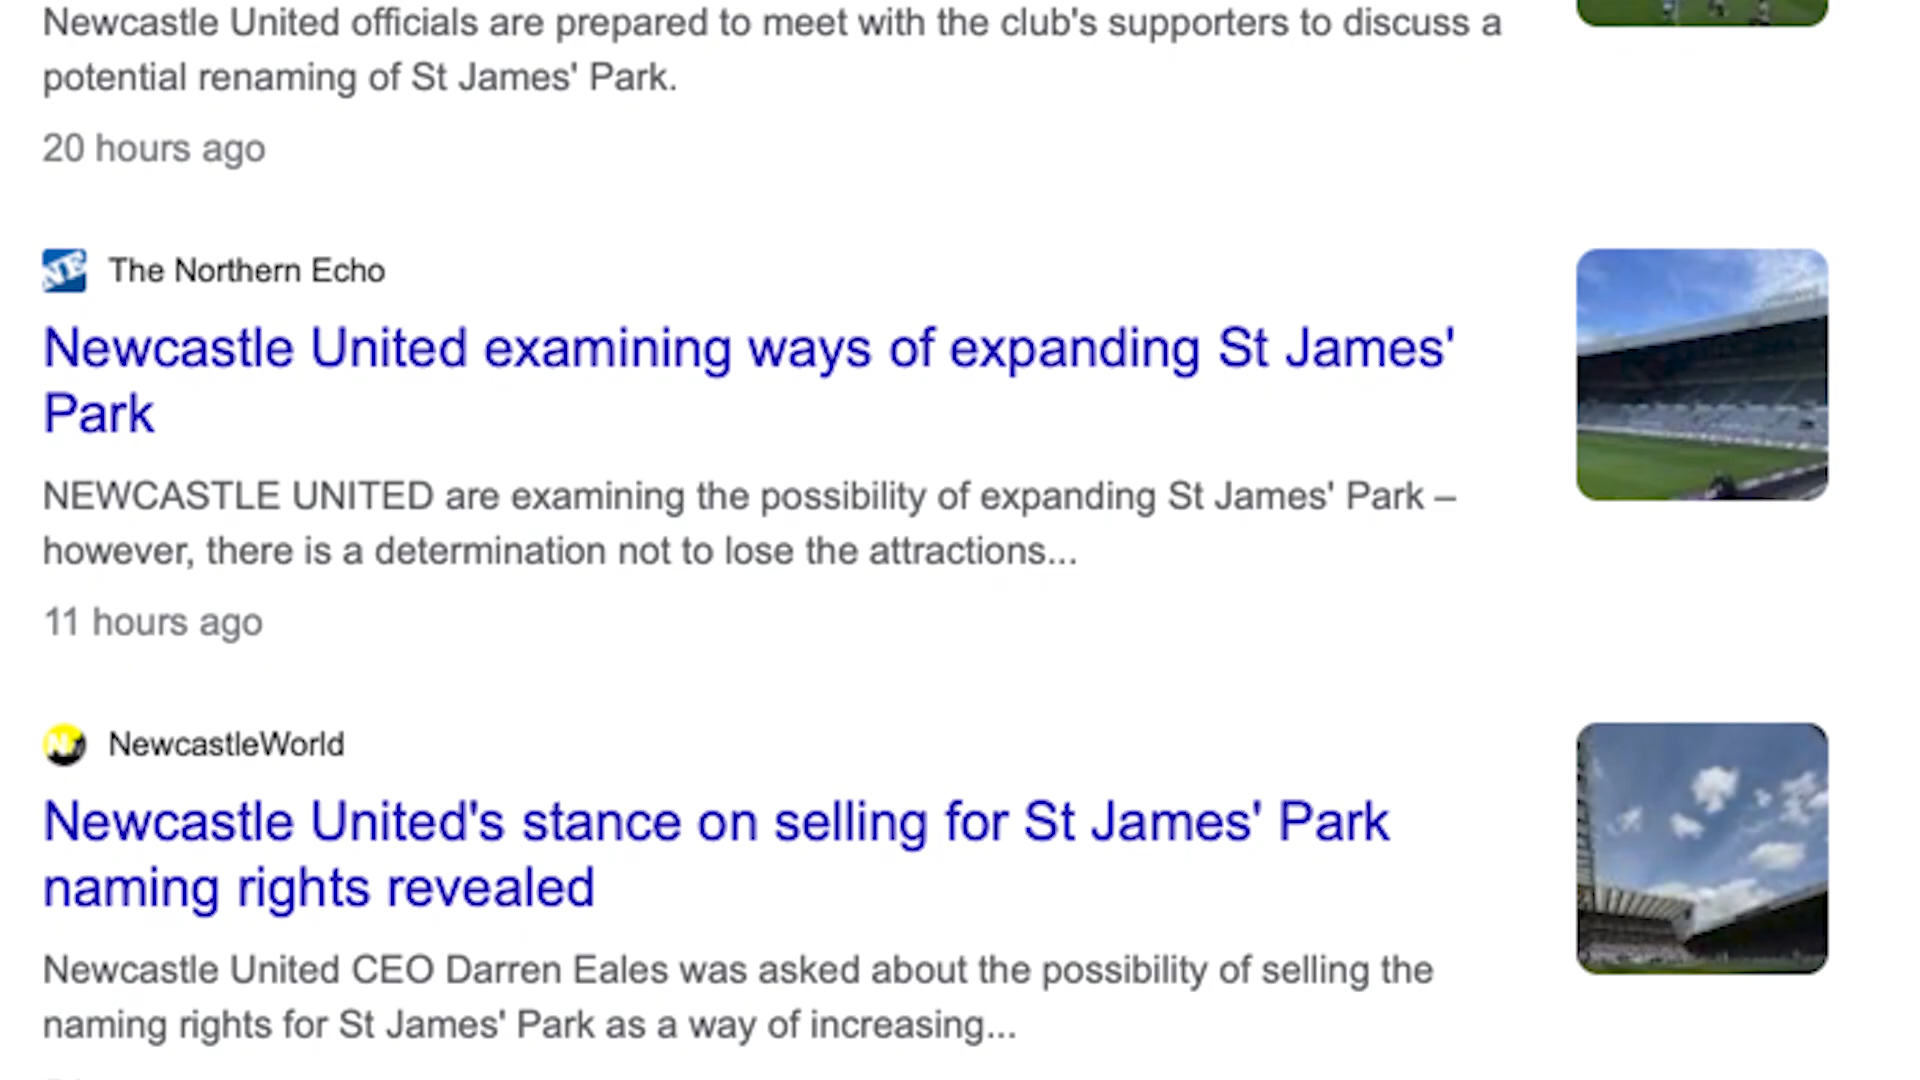 Newcastle United officials are prepared to meet with the club's supporters to discuss a
potential renaming of St James' Park.
20 hours ago
NE The Northern Echo
Newcastle United examining ways of expanding St James'
Park
NEWCASTLE UNITED are examining the possibility of expanding St James' Park –
however, there is a determination not to lose the attractions...
11 hours ago
NewcastleWorld
Newcastle United's stance on selling for St James' Park
naming rights revealed
Newcastle United CEO Darren Eales was asked about the possibility of selling the
naming rights for St James' Park as a way of increasing...